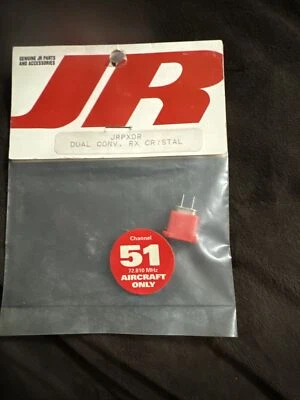 GENUINE JR PARTS
AND ACCESSORIES
JR
JRPXDR
DUAL CONV. RX CRYSTAL
Channel
51
72.810 MHz
AIRCRAFT
ONLY